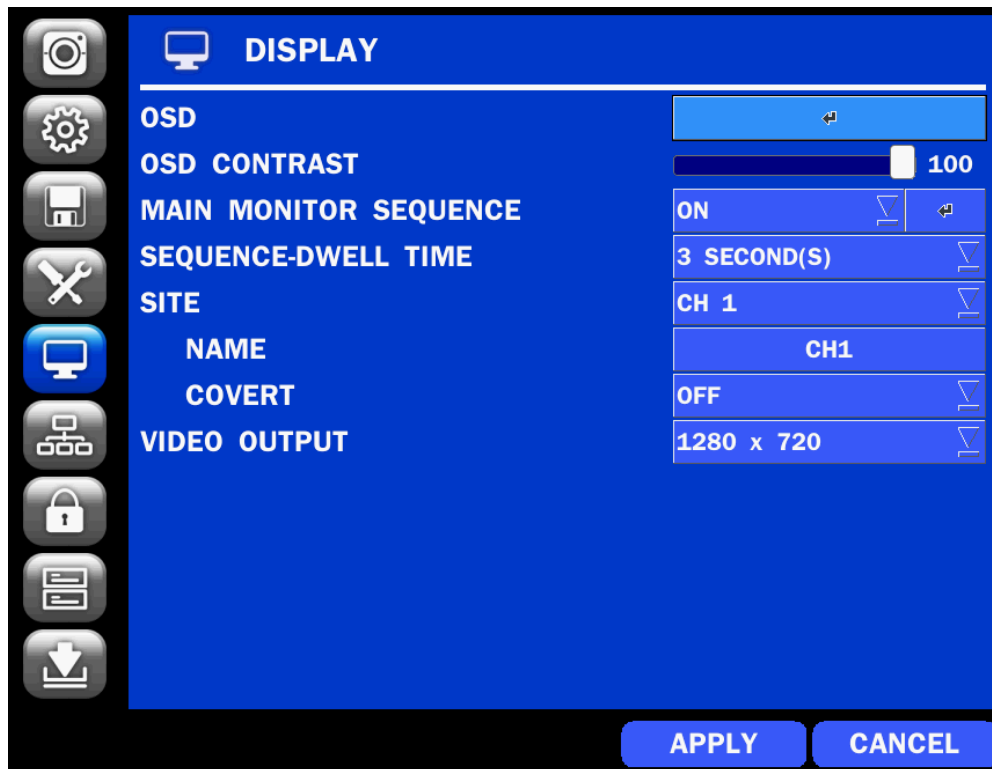 DISPLAY
OSD
OSD CONTRAST 100
MAIN MONITOR SEQUENCE ON
SEQUENCE-DWELL TIME 3 SECOND(S)
SITE CH 1
NAME CH1
COVERT OFF
VIDEO OUTPUT 1280 x 720
APPLY CANCEL